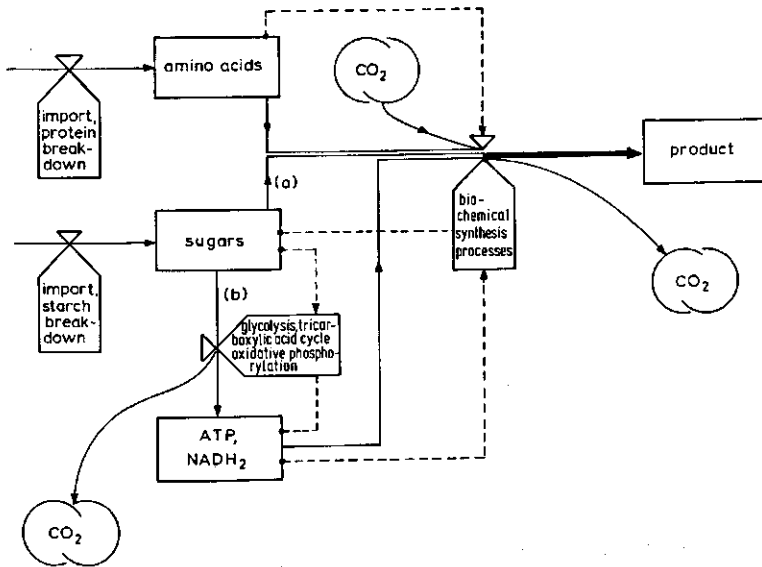 amino acids
CO2
import,
protein
break-
down
product
(a)
bio-
chemical
synthesis
processes
sugars
CO2
(b)
import,
starch
break-
down
glycolysis, tricar-
boxylic acid cycle
oxidative phospho-
rylation
ATP,
NADH2
CO2